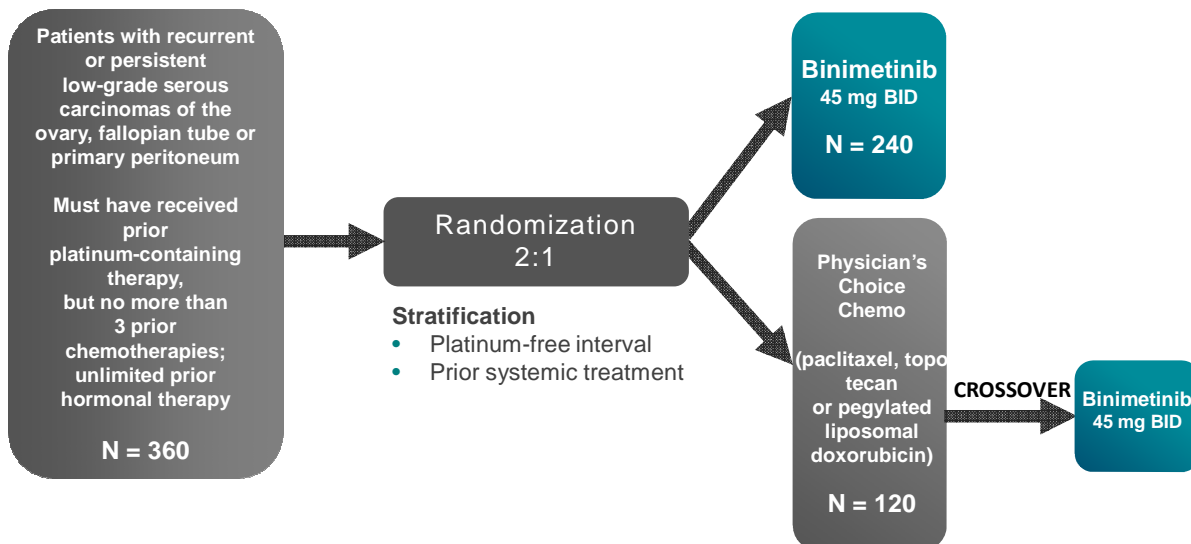 Patients with recurrent
or persistent
low-grade serous
carcinomas of the
ovary, fallopian tube or
primary peritoneum
Must have received
prior
platinum-containing
therapy,
but no more than
3 prior
chemotherapies;
unlimited prior
hormonal therapy
N = 360
Randomization
2:1
Stratification
• Platinum-free interval
• Prior systemic treatment
Binimetinib
45 mg BID
N = 240
Physician’s
Choice
Chemo
(paclitaxel, topo
tecan
or pegylated
liposomal
doxorubicin)
N = 120
CROSSOVER
Binimetinib
45 mg BID